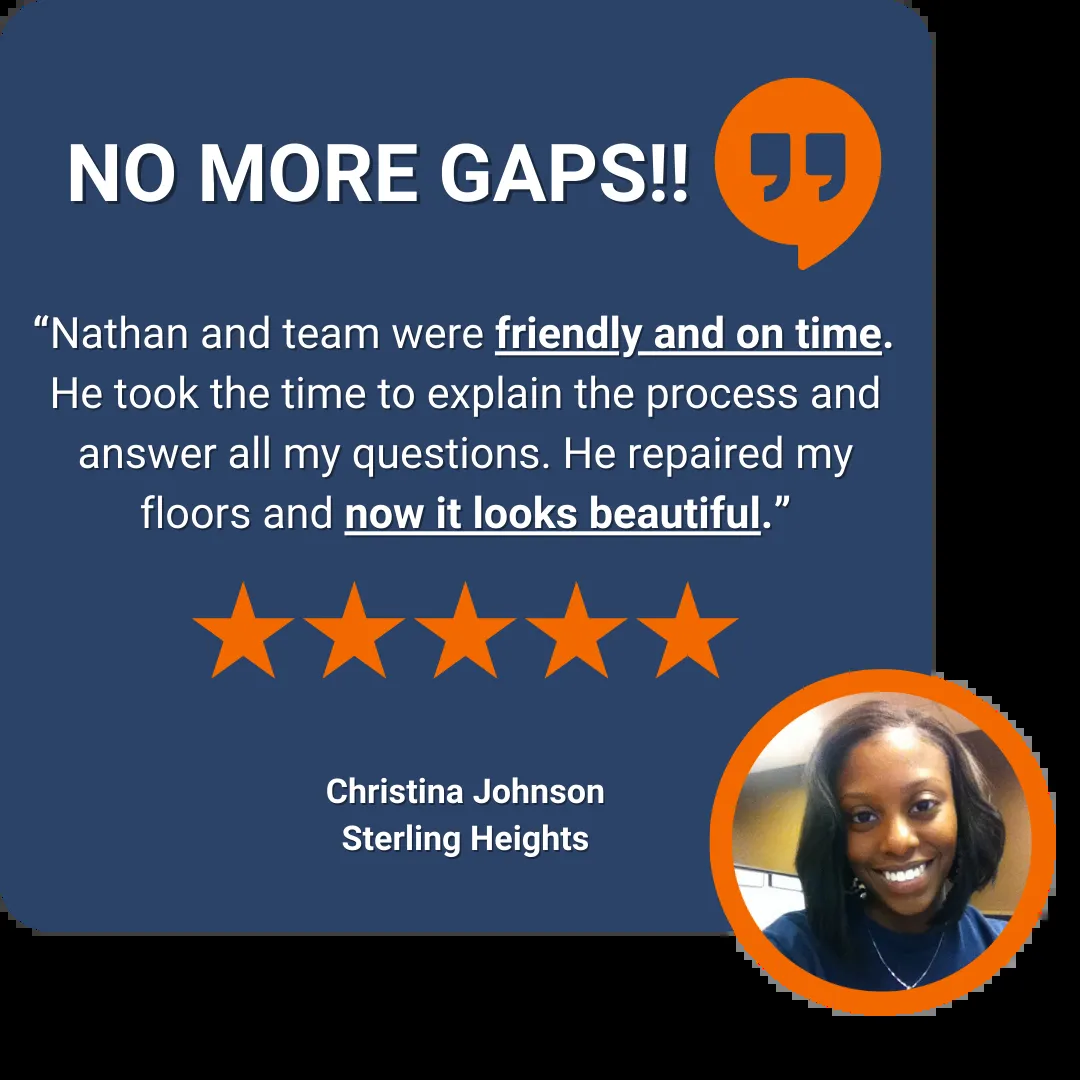 NO MORE GAPS!!
“Nathan and team were friendly and on time.
He took the time to explain the process and
answer all my questions. He repaired my
floors and now it looks beautiful.”
Christina Johnson
Sterling Heights